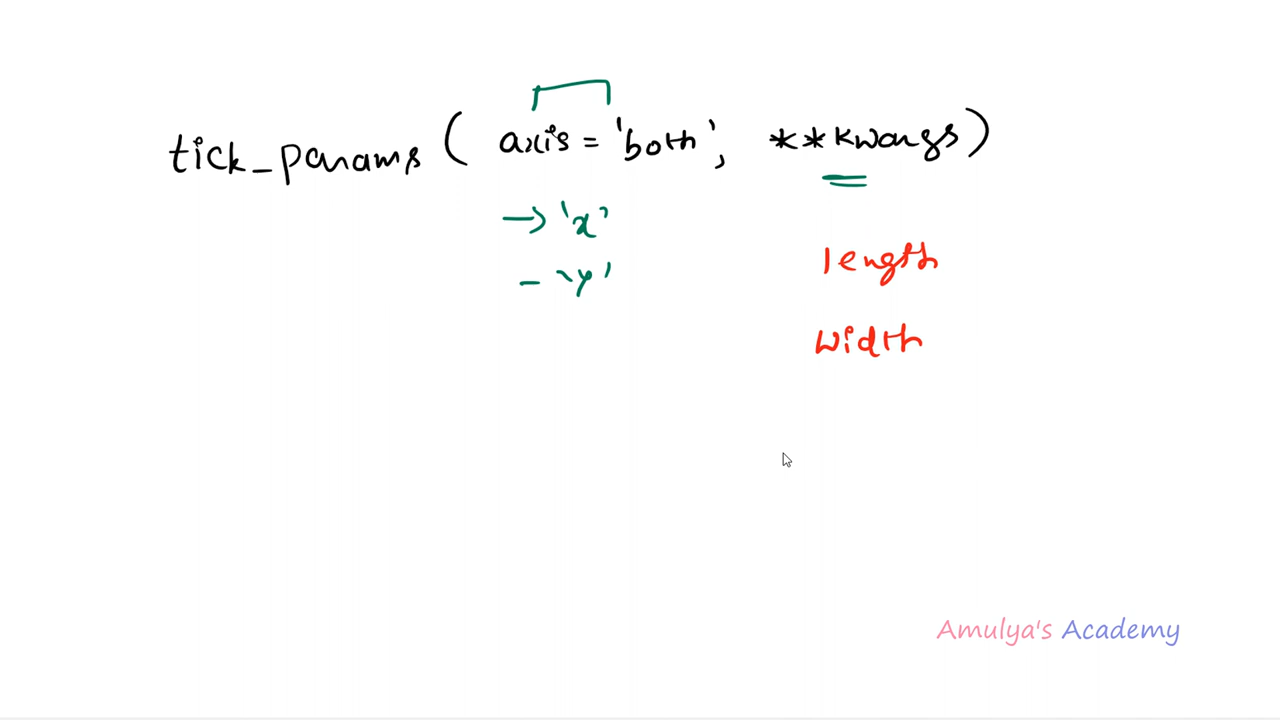 tick_params ( axis = 'both', **kwargs )
→ 'x'
- 'y'
length
width
Amulya's Academy